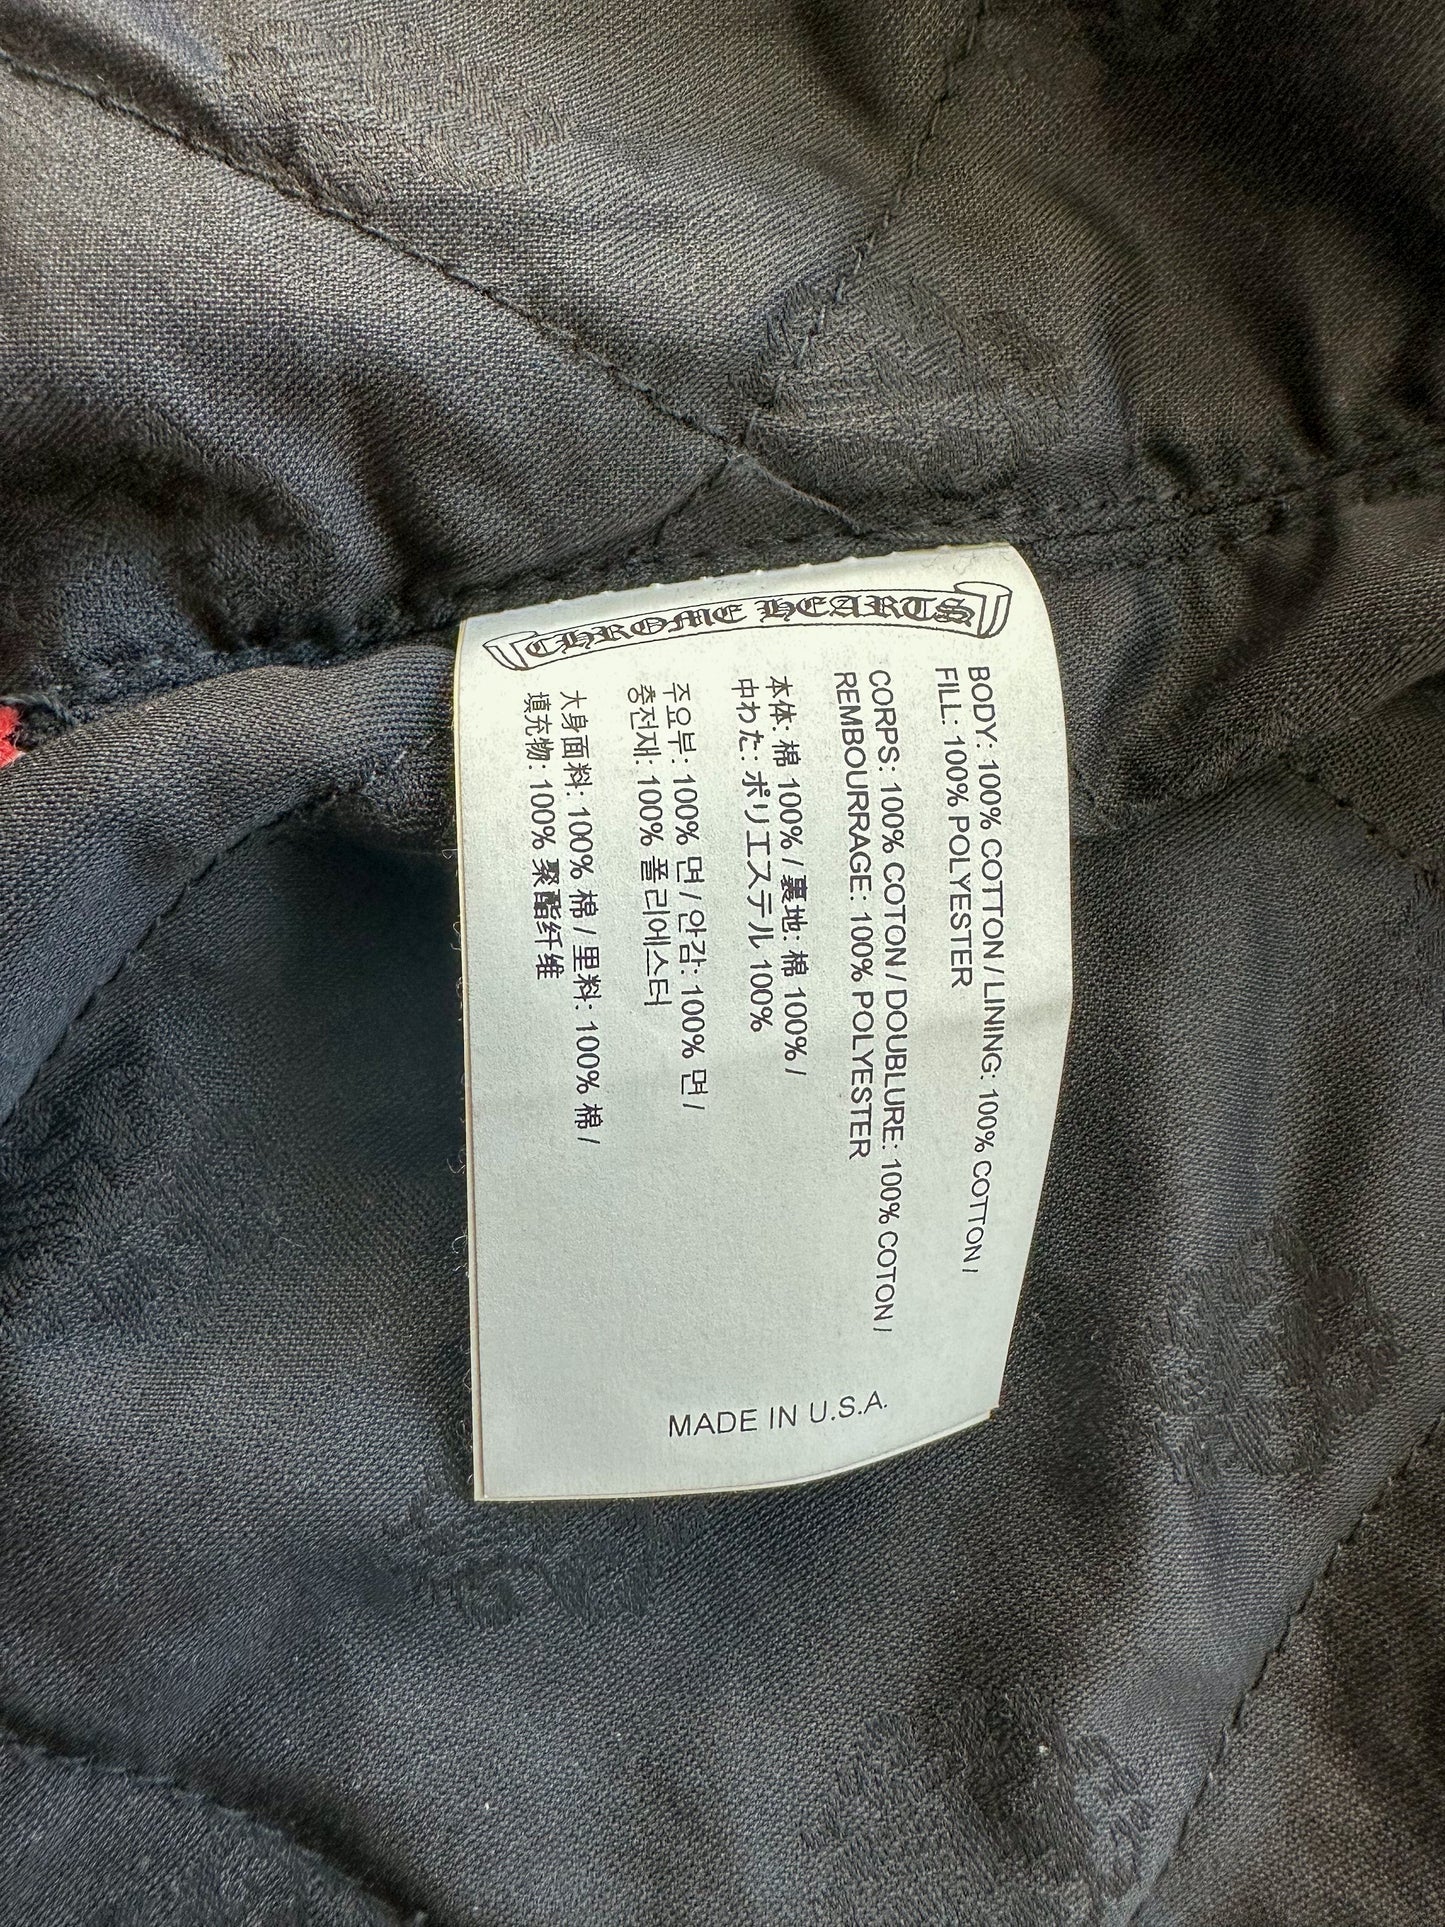 CHROME HEARTS
BODY: 100% COTTON / LINING: 100% COTTON /
FILL: 100% POLYESTER
CORPS: 100% COTON / DOUBLURE: 100% COTON /
REMBOURRAGE: 100% POLYESTER
本体: 棉 100% / 裏地: 棉 100% /
中わた: ポリエステル 100%
주요부: 100% 면 / 안감: 100% 면 /
충전재: 100% 폴리에스터
大身面料: 100% 棉 / 里料: 100% 棉 /
填充物: 100% 聚酯纤维
MADE IN U.S.A.